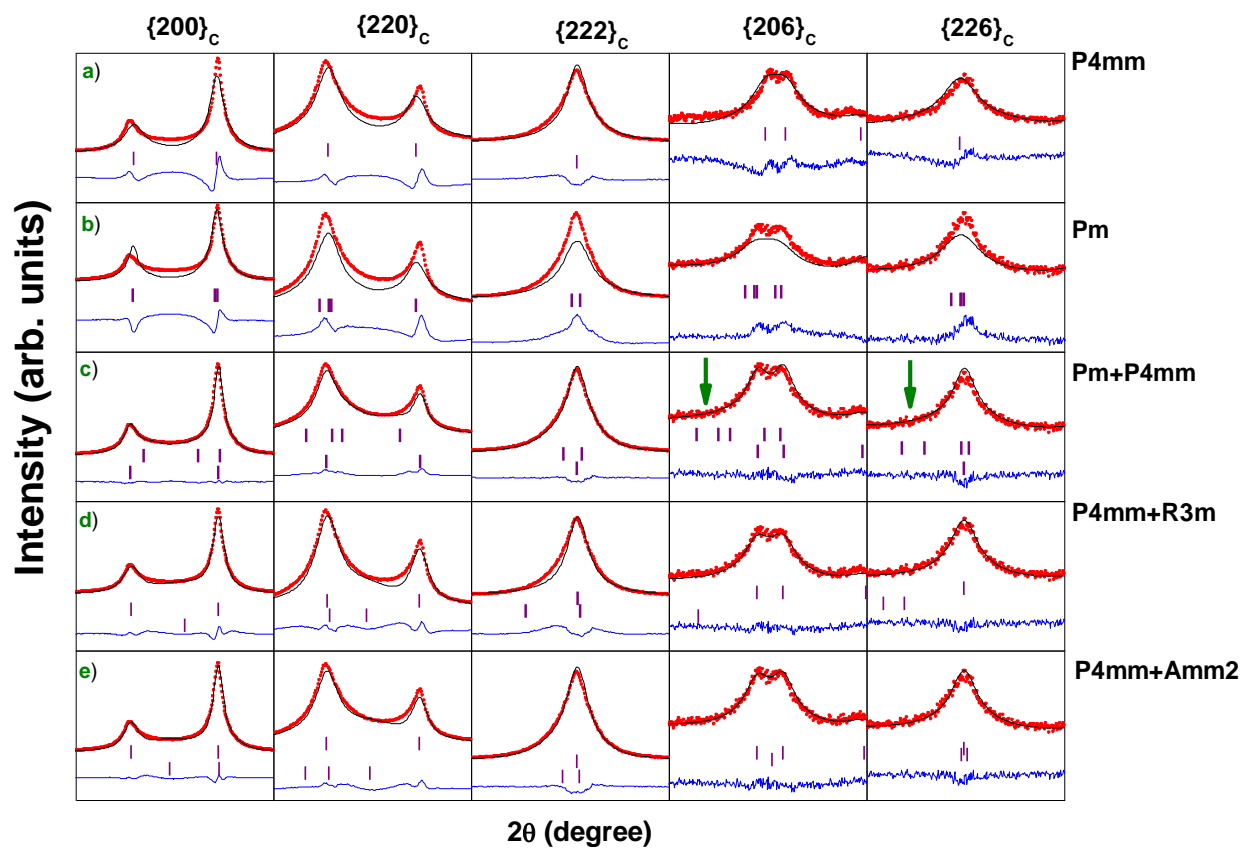 {200}c {220}c {222}c {206}c {226}c
a) P4mm
b) Pm
c) Pm+P4mm
d) P4mm+R3m
e) P4mm+Amm2
Intensity (arb. units)
2θ (degree)